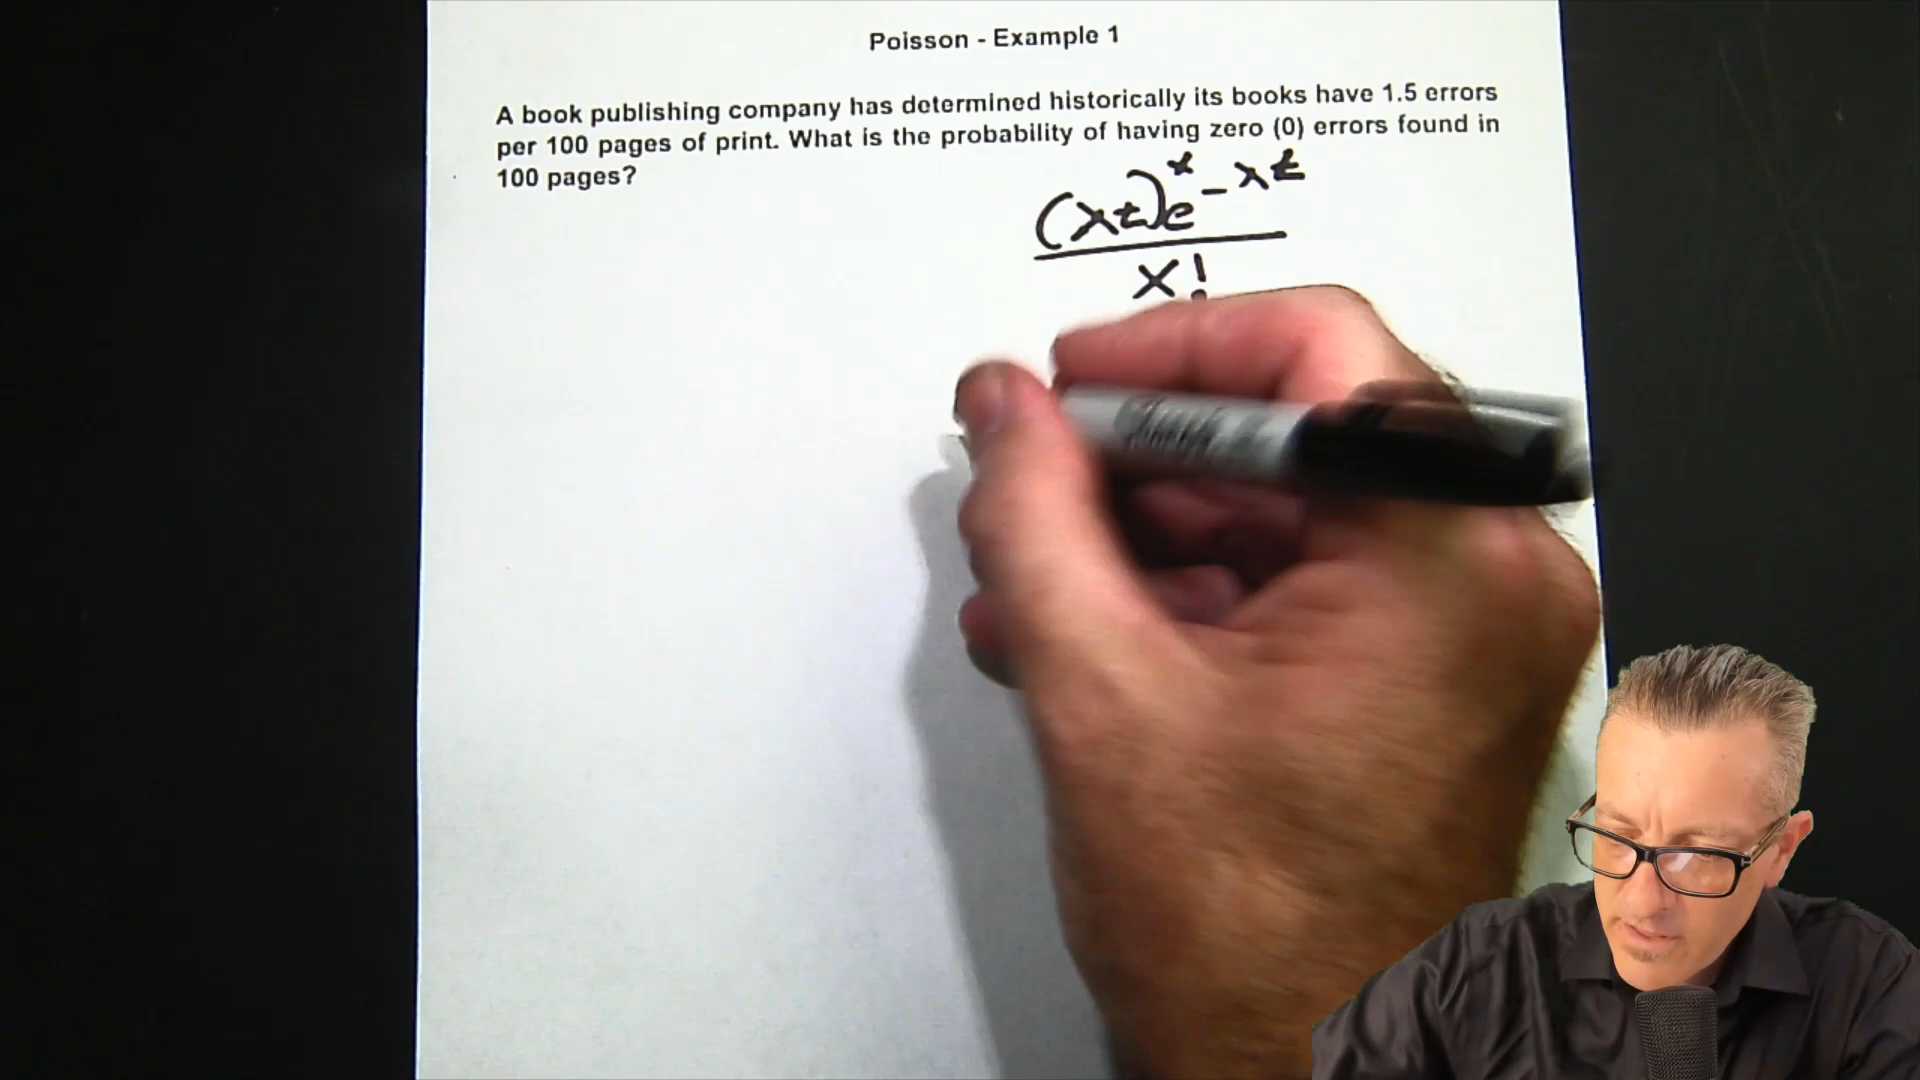 Poisson - Example 1
A book publishing company has determined historically its books have 1.5 errors
per 100 pages of print. What is the probability of having zero (0) errors found in
100 pages?
(λt)ˣe^-λt
x!